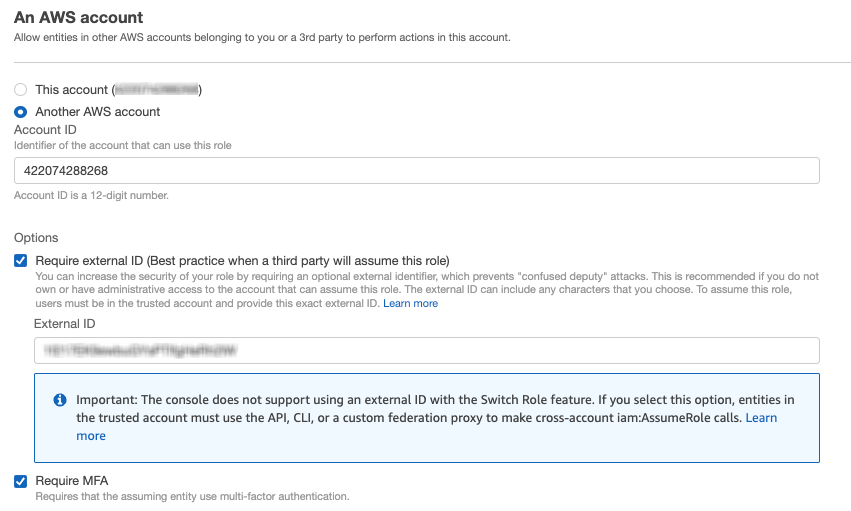 An AWS account
Allow entities in other AWS accounts belonging to you or a 3rd party to perform actions in this account.
This account ( )
Another AWS account
Account ID
Identifier of the account that can use this role
422074288268
Account ID is a 12-digit number.
Options
Require external ID (Best practice when a third party will assume this role)
You can increase the security of your role by requiring an optional external identifier, which prevents "confused deputy" attacks. This is recommended if you do not
own or have administrative access to the account that can assume this role. The external ID can include any characters that you choose. To assume this role,
users must be in the trusted account and provide this exact external ID. Learn more
External ID
Important: The console does not support using an external ID with the Switch Role feature. If you select this option, entities in
the trusted account must use the API, CLI, or a custom federation proxy to make cross-account iam:AssumeRole calls. Learn
more
Require MFA
Requires that the assuming entity use multi-factor authentication.